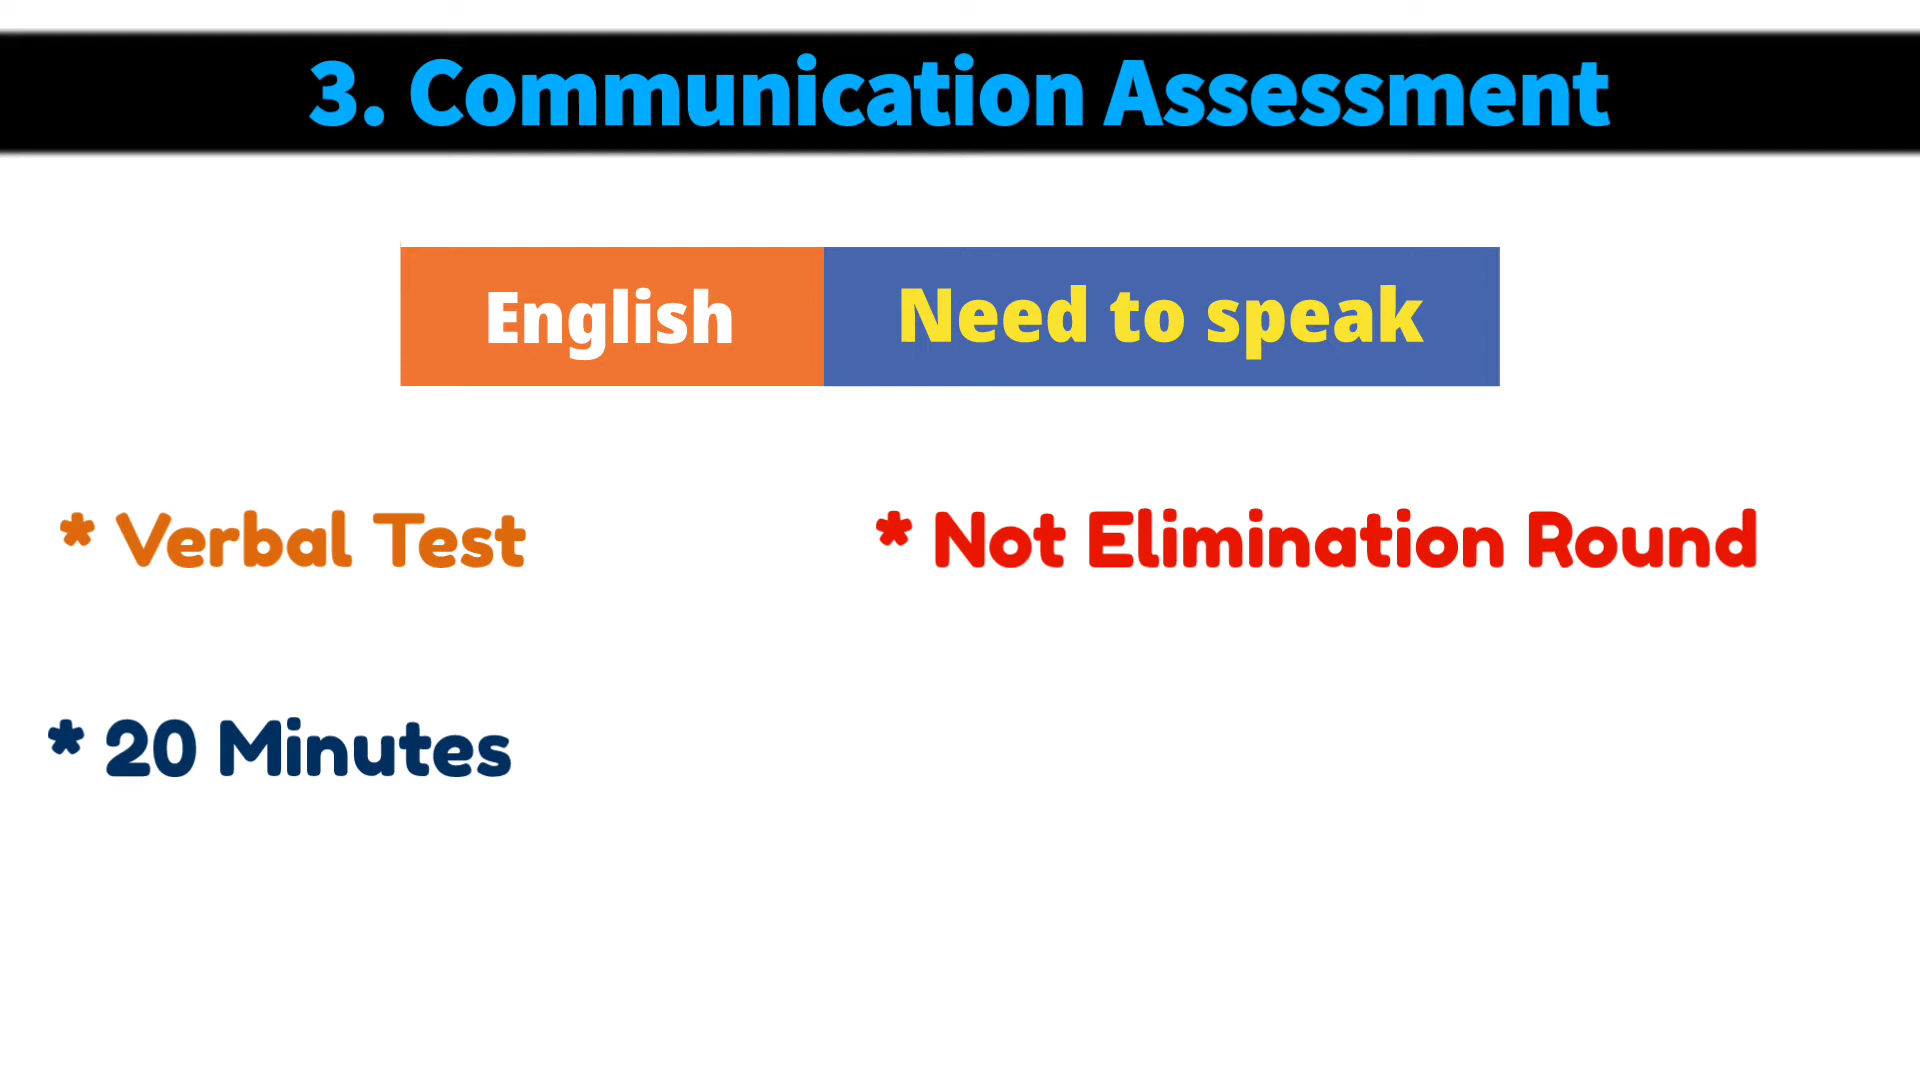 3. Communication Assessment
English Need to speak
* Verbal Test
* Not Elimination Round
* 20 Minutes